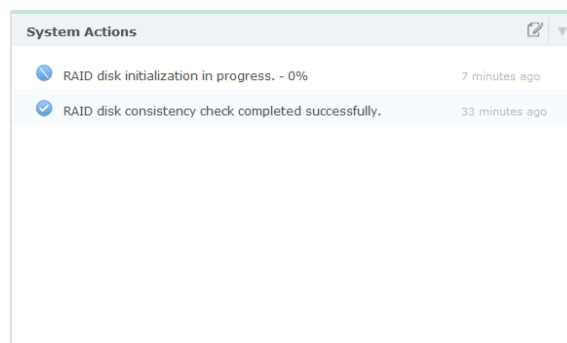 System Actions
RAID disk initialization in progress. - 0% 7 minutes ago
RAID disk consistency check completed successfully. 33 minutes ago